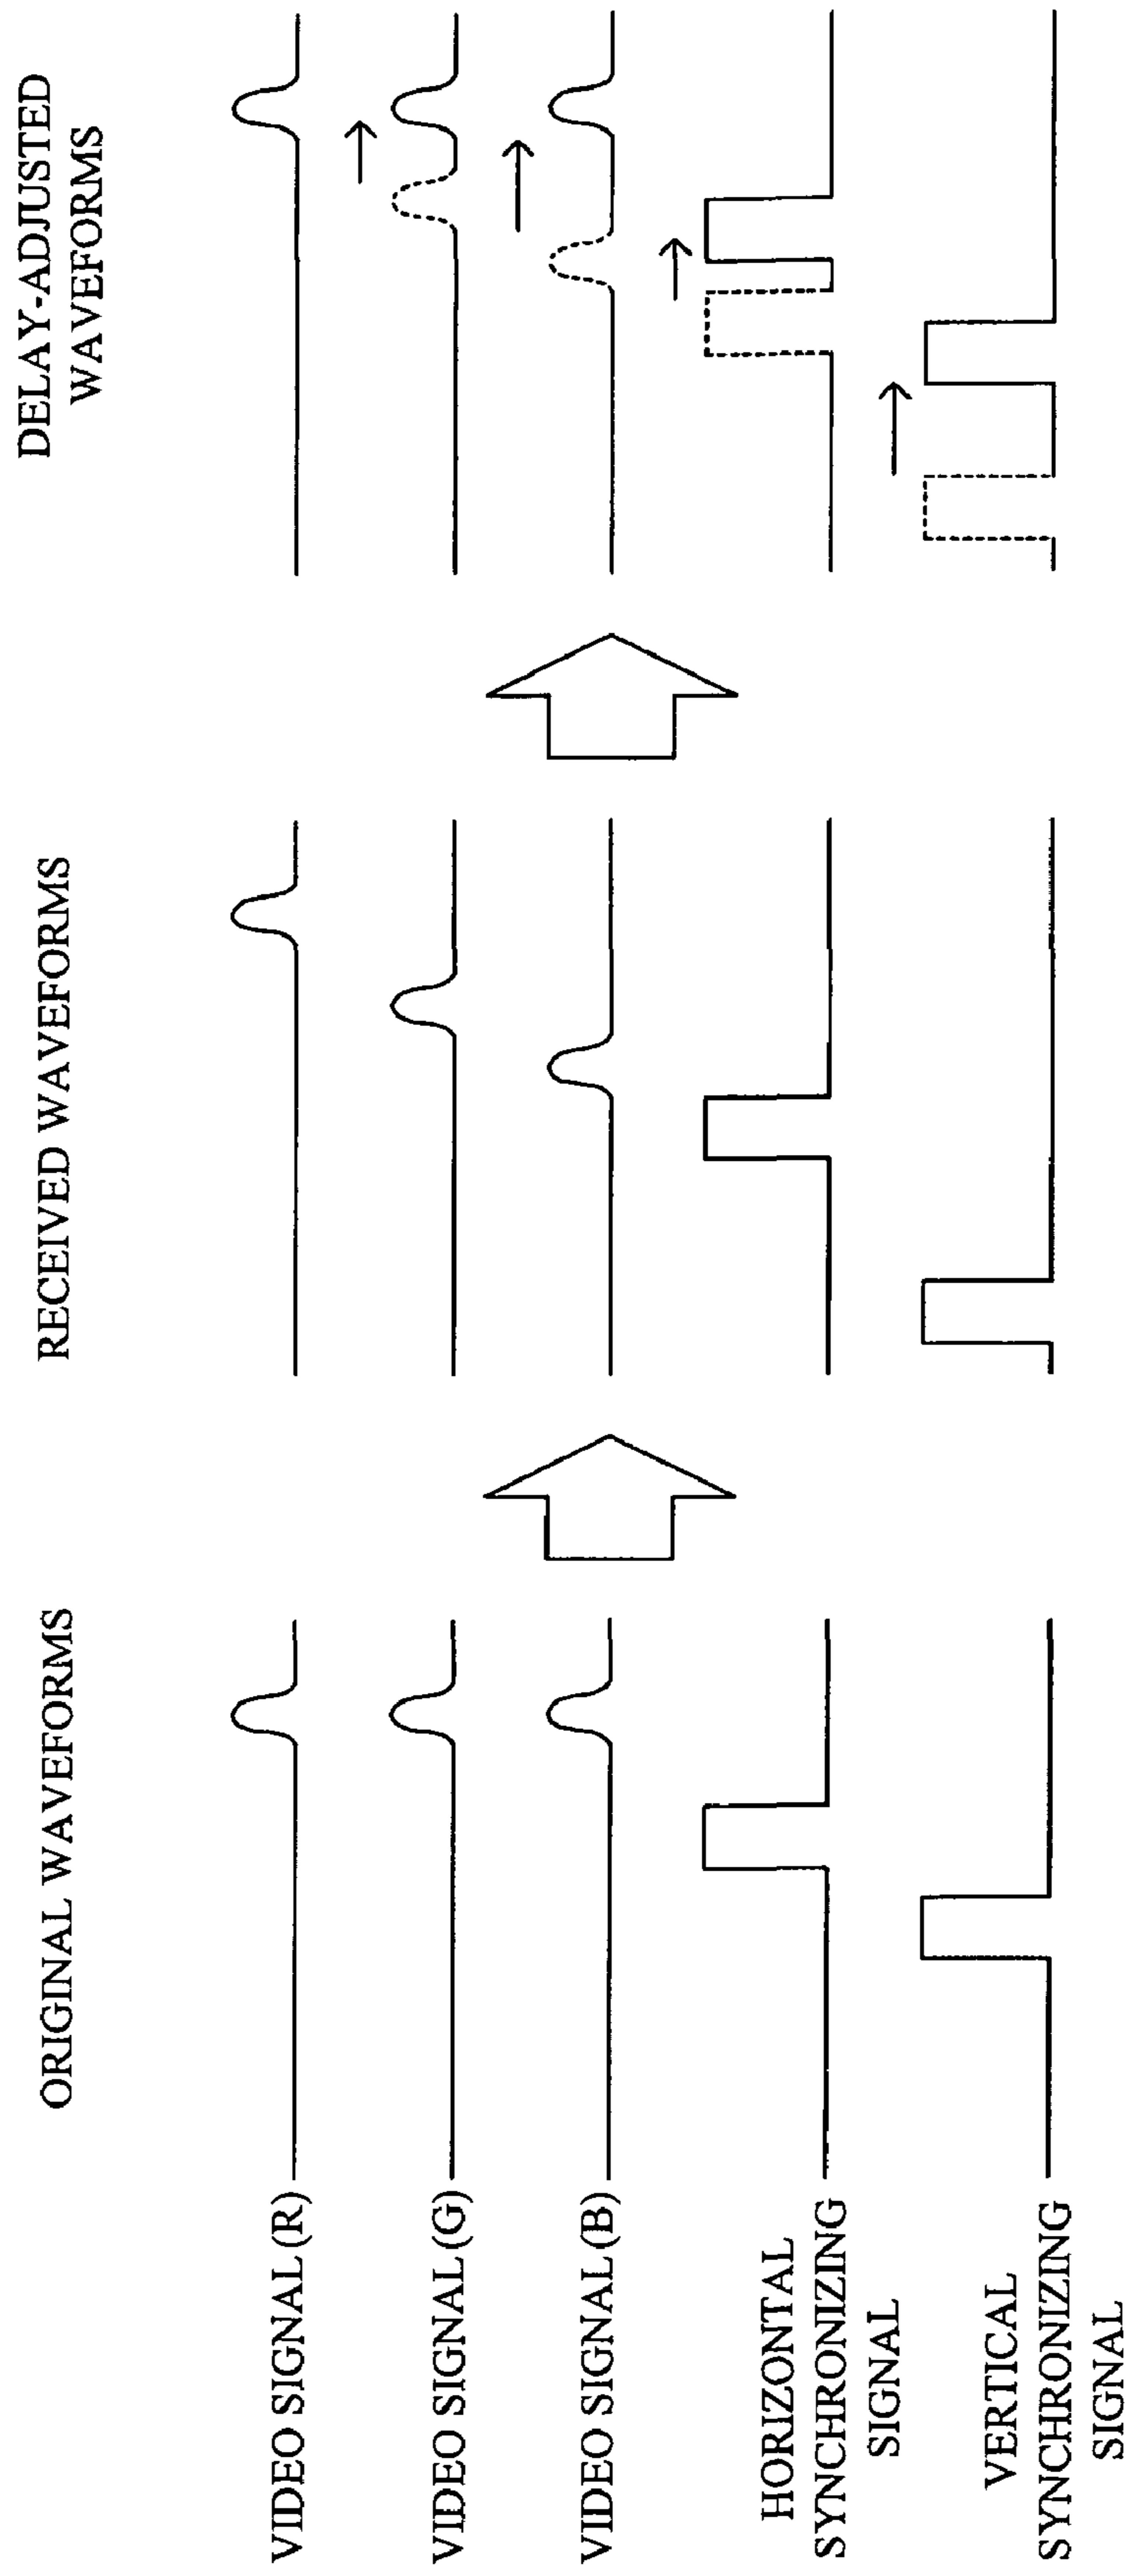 ORIGINAL WAVEFORMS
RECEIVED WAVEFORMS
DELAY-ADJUSTED
WAVEFORMS
VIDEO SIGNAL (R)
VIDEO SIGNAL (G)
VIDEO SIGNAL (B)
HORIZONTAL
SYNCHRONIZING
SIGNAL
VERTICAL
SYNCHRONIZING
SIGNAL